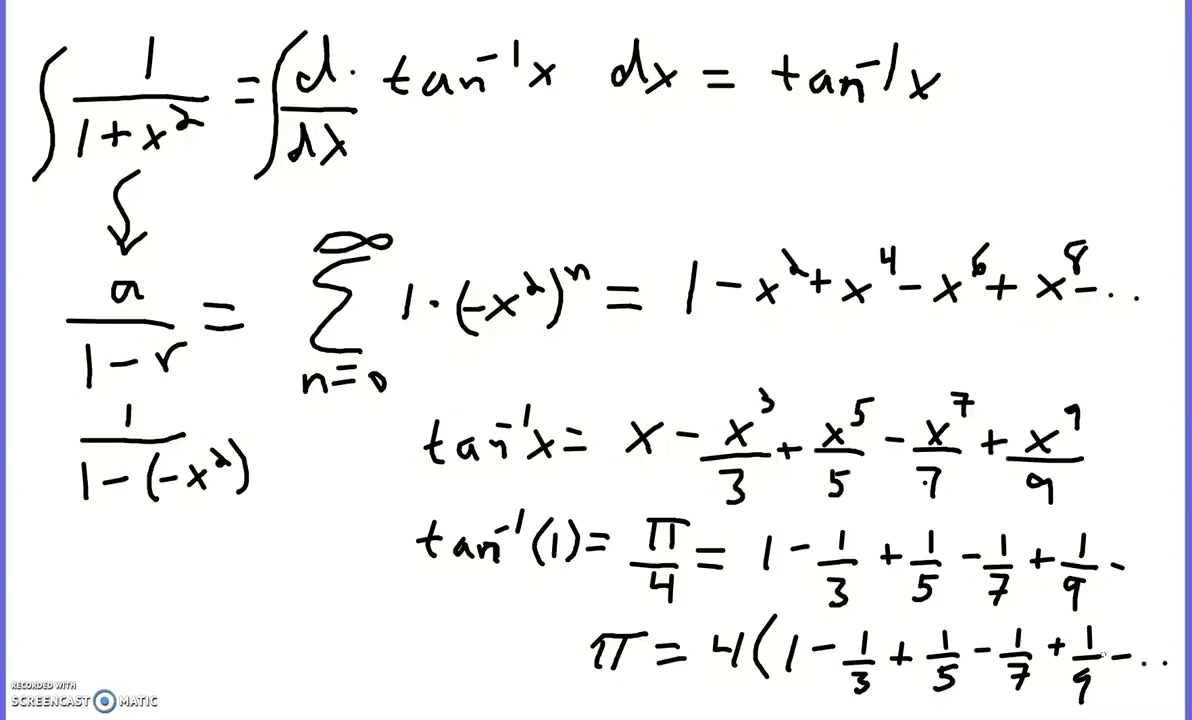 ∫ 1/(1+x²) = ∫ d/dx tan⁻¹x dx = tan⁻¹x
a/(1-r) = ∑_{n=0}^{∞} 1·(-x²)ⁿ = 1 - x² + x⁴ - x⁶ + x⁸ - ...
1/(1-(-x²))
tan⁻¹x = x - x³/3 + x⁵/5 - x⁷/7 + x⁹/9
tan⁻¹(1) = π/4 = 1 - 1/3 + 1/5 - 1/7 + 1/9 -
π = 4(1 - 1/3 + 1/5 - 1/7 + 1/9 - ...
RECORDED WITH
SCREENCAST MATIC